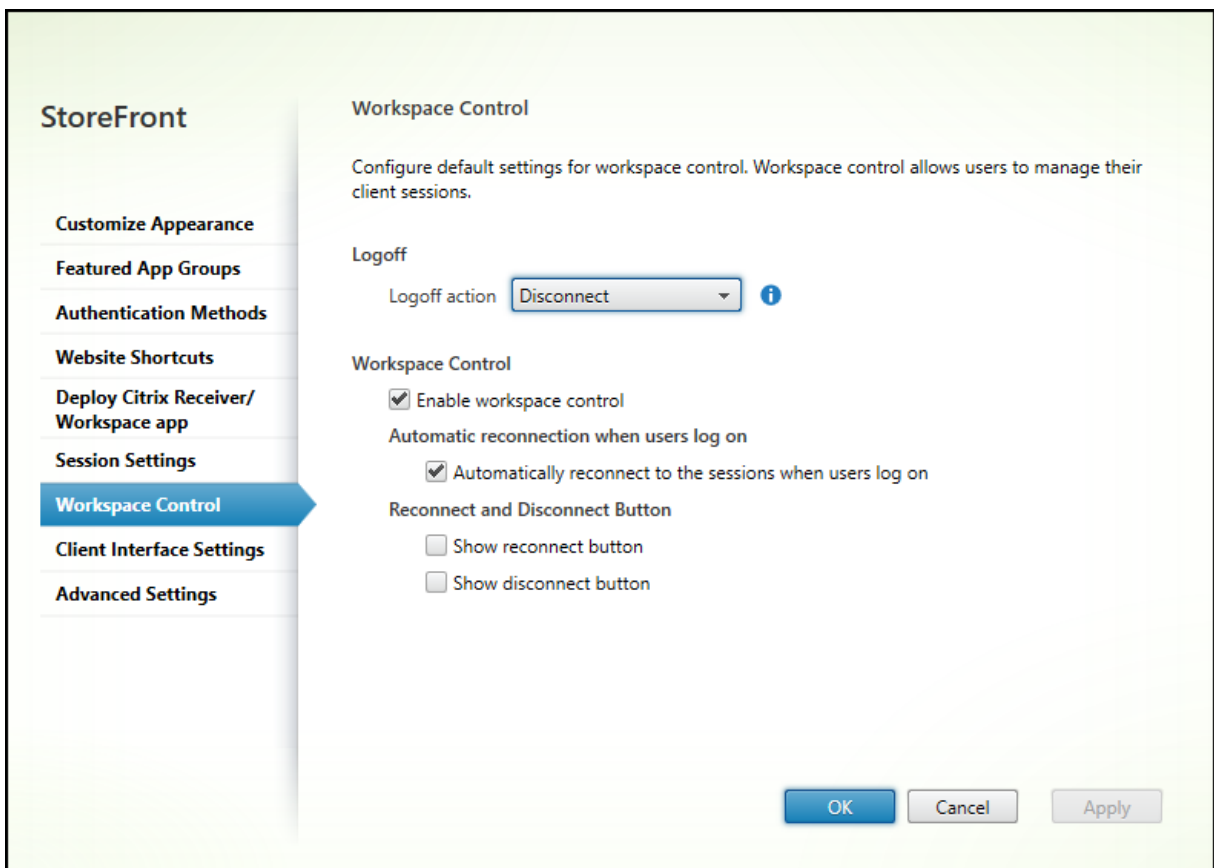 StoreFront
Customize Appearance
Featured App Groups
Authentication Methods
Website Shortcuts
Deploy Citrix Receiver/
Workspace app
Session Settings
Workspace Control
Client Interface Settings
Advanced Settings
Workspace Control
Configure default settings for workspace control. Workspace control allows users to manage their
client sessions.
Logoff
Logoff action Disconnect
Workspace Control
Enable workspace control
Automatic reconnection when users log on
Automatically reconnect to the sessions when users log on
Reconnect and Disconnect Button
Show reconnect button
Show disconnect button
OK Cancel Apply